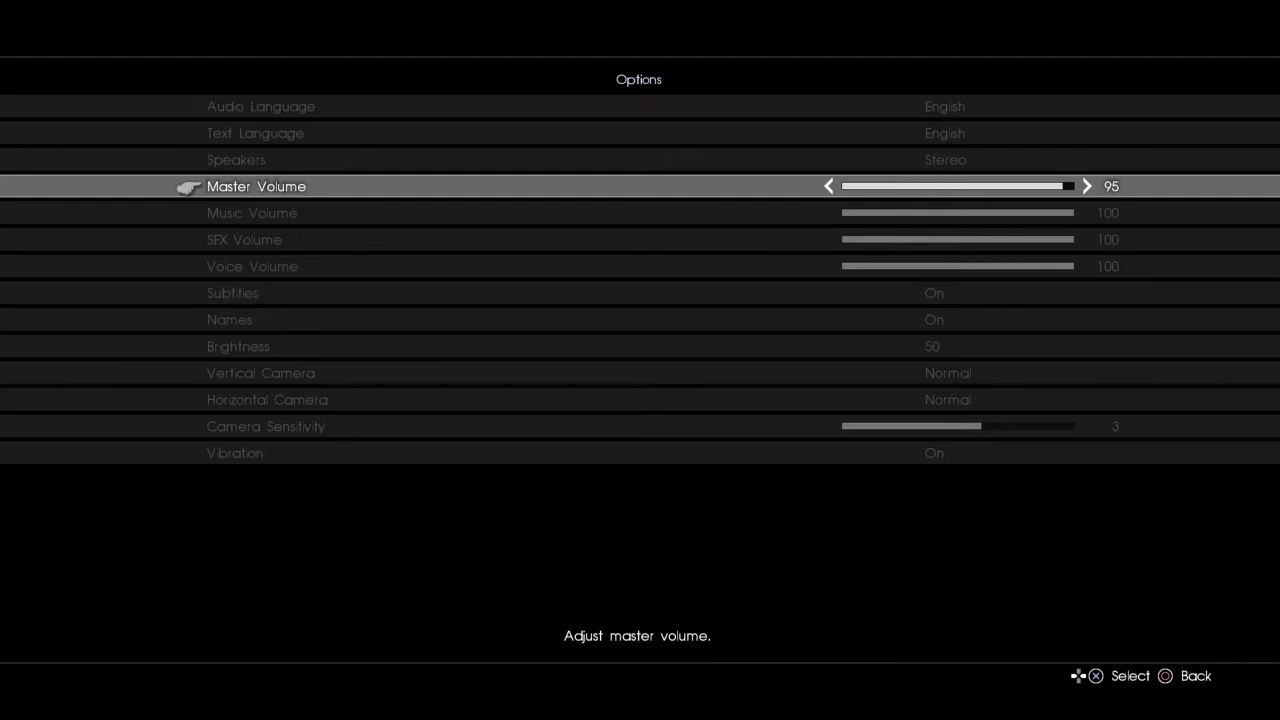 Options
Audio Language English
Text Language English
Speakers Stereo
Master Volume 95
Music Volume 100
SFX Volume 100
Voice Volume 100
Subtitles On
Names On
Brightness 50
Vertical Camera Normal
Horizontal Camera Normal
Camera Sensitivity 3
Vibration On
Adjust master volume.
Select Back